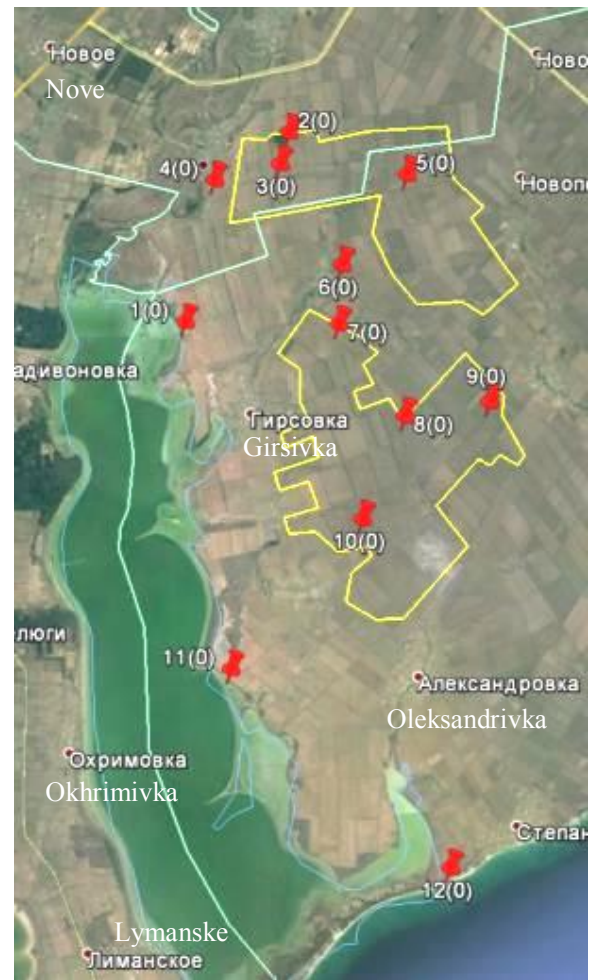 Новое
Nove
Ново
2(0)
4(0)
3(0)
5(0)
Новоп
6(0)
1(0)
7(0)
адивоновка
9(0)
Гирсовка
8(0)
Girsivka
10(0)
люги
11(0)
Александровка
Oleksandrivka
Охримовка
Okhrimivka
Степан
12(0)
Lymanske
Лиманское